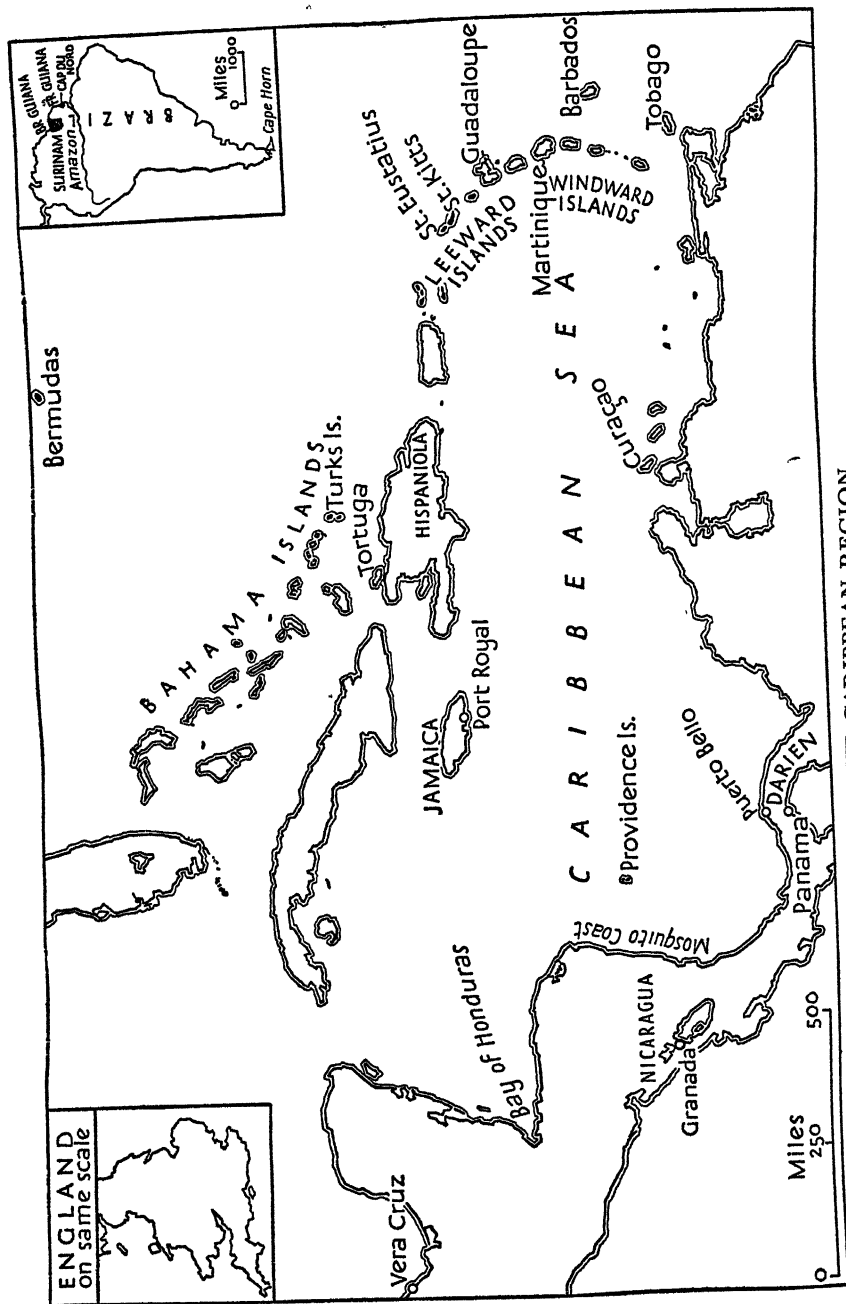 ENGLAND
on same scale
Bermudas
BR GUIANA
FR GUIANA
SURINAM
CAP DU
NORD
Amazon
BRAZIL
Miles
0 1000
Cape Horn
BAHAMA ISLANDS
Turks Is.
Tortuga
HISPANIOLA
JAMAICA
Port Royal
St. Eustatius
St. Kitts
LEEWARD
ISLANDS
Guadaloupe
Martinique
WINDWARD
ISLANDS
Barbados
Tobago
Vera Cruz
Bay of Honduras
CARIBBEAN SEA
Providence Is.
Mosquito Coast
NICARAGUA
Granada
Puerto Bello
DARIEN
Panama
Curaçao
Miles
0 250 500
CARIBBEAN REGION